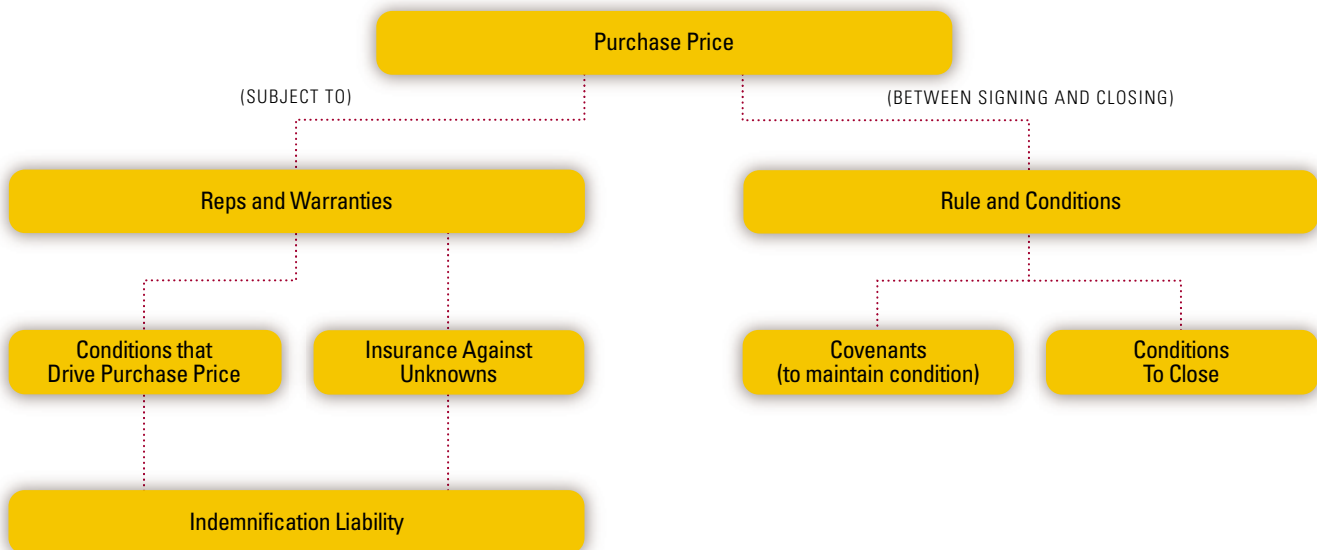 Purchase Price
(SUBJECT TO)
(BETWEEN SIGNING AND CLOSING)
Reps and Warranties
Rule and Conditions
Conditions that
Drive Purchase Price
Insurance Against
Unknowns
Covenants
(to maintain condition)
Conditions
To Close
Indemnification Liability